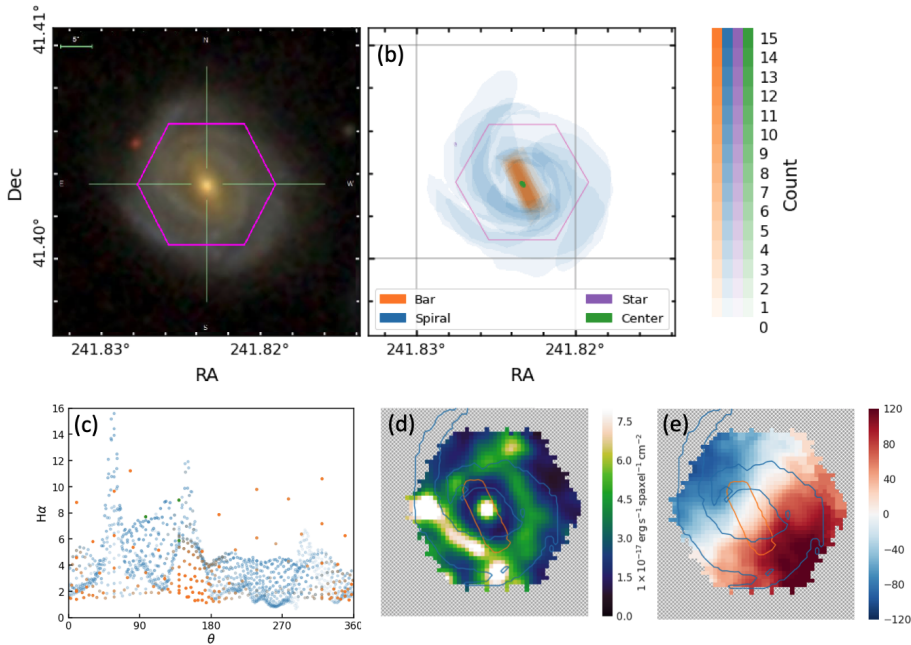 41.41°
41.40°
Dec
5"
N
E
W
S
241.83°
241.82°
RA
(b)
Bar
Spiral
Star
Center
241.83°
241.82°
RA
15
14
13
12
11
10
9
8
7
6
5
4
3
2
1
0
Count
(c)
16
14
12
10
8
6
4
2
0
Hα
0
90
180
270
360
θ
(d)
7.5
6.0
4.5
3.0
1.5
0.0
1 × 10⁻¹⁷ erg s⁻¹ spaxel⁻¹ cm⁻²
(e)
120
80
40
0
−40
−80
−120